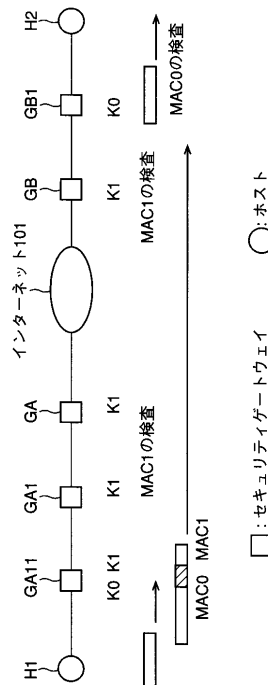 H1 GA11 GA1 GA インターネット101 GB GB1 H2
K0 K1 K1 K1 K1 K0
MAC1の検査 MAC1の検査 MAC0の検査
MAC0 MAC1
□: セキュリティゲートウェイ ○: ホスト